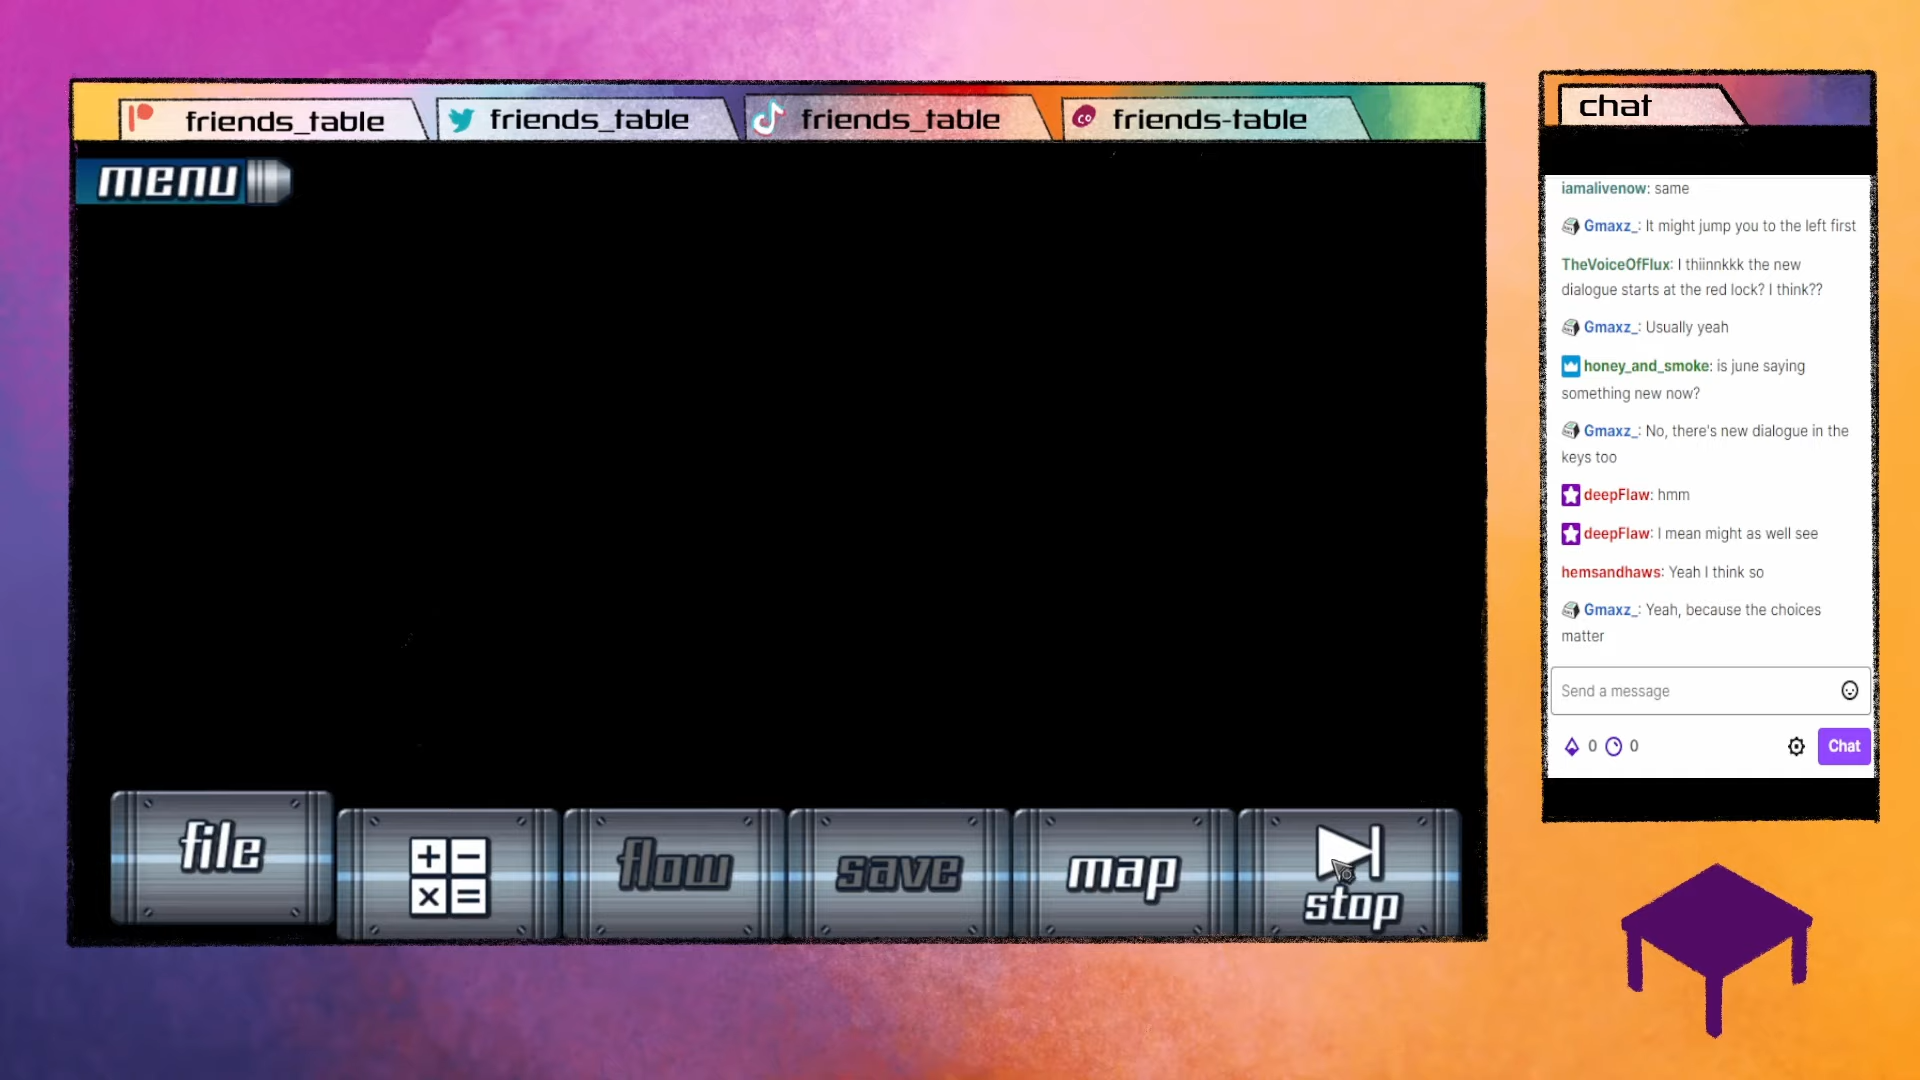 friends_table
friends_table
friends_table
friends-table
menu
file
flow
save
map
stop
chat
iamalivenow: same
Gmaxz_: It might jump you to the left first
TheVoiceOfFlux: I thiinnkkk the new
dialogue starts at the red lock? I think??
Gmaxz_: Usually yeah
honey_and_smoke: is june saying
something new now?
Gmaxz_: No, there's new dialogue in the
keys too
deepFlaw: hmm
deepFlaw: I mean might as well see
hemsandhaws: Yeah I think so
Gmaxz_: Yeah, because the choices
matter
Send a message
0 0
Chat